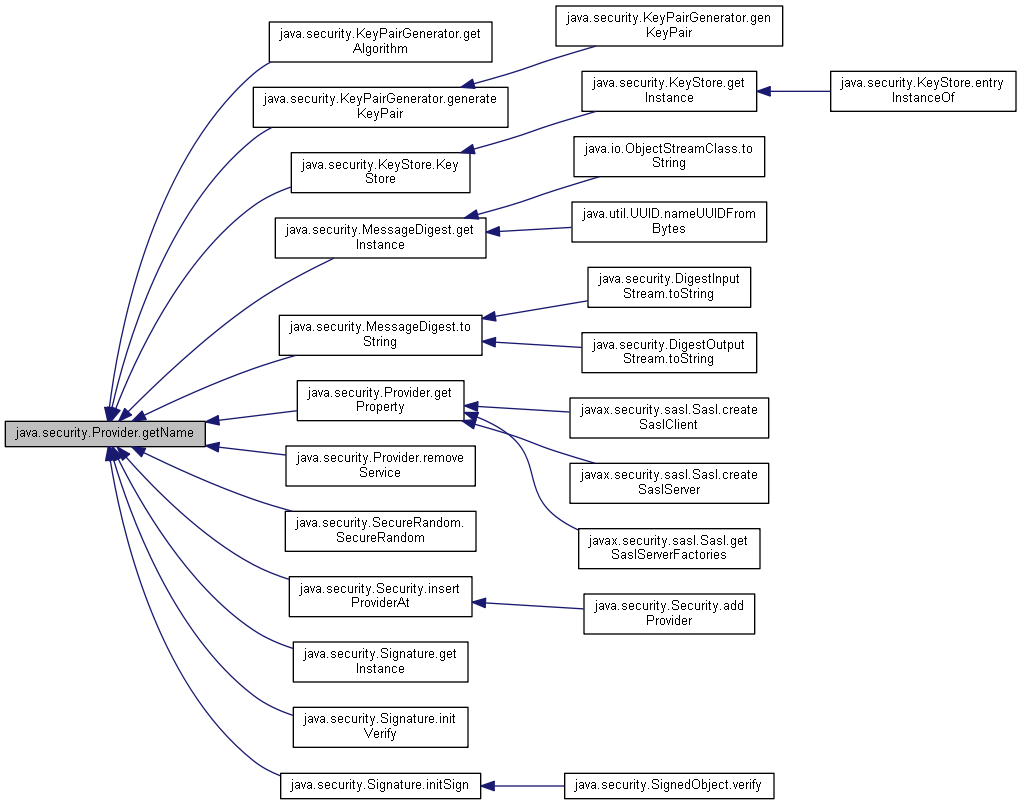 java.security.KeyPairGenerator.get
Algorithm
java.security.KeyPairGenerator.gen
KeyPair
java.security.KeyPairGenerator.generate
KeyPair
java.security.KeyStore.get
Instance
java.security.KeyStore.entry
InstanceOf
java.security.KeyStore.Key
Store
java.io.ObjectStreamClass.to
String
java.security.MessageDigest.get
Instance
java.util.UUID.nameUUIDFrom
Bytes
java.security.DigestInput
Stream.toString
java.security.MessageDigest.to
String
java.security.DigestOutput
Stream.toString
java.security.Provider.get
Property
javax.security.sasl.Sasl.create
SaslClient
java.security.Provider.getName
java.security.Provider.remove
Service
javax.security.sasl.Sasl.create
SaslServer
java.security.SecureRandom.
SecureRandom
javax.security.sasl.Sasl.get
SaslServerFactories
java.security.Security.insert
ProviderAt
java.security.Security.add
Provider
java.security.Signature.get
Instance
java.security.Signature.init
Verify
java.security.Signature.initSign
java.security.SignedObject.verify